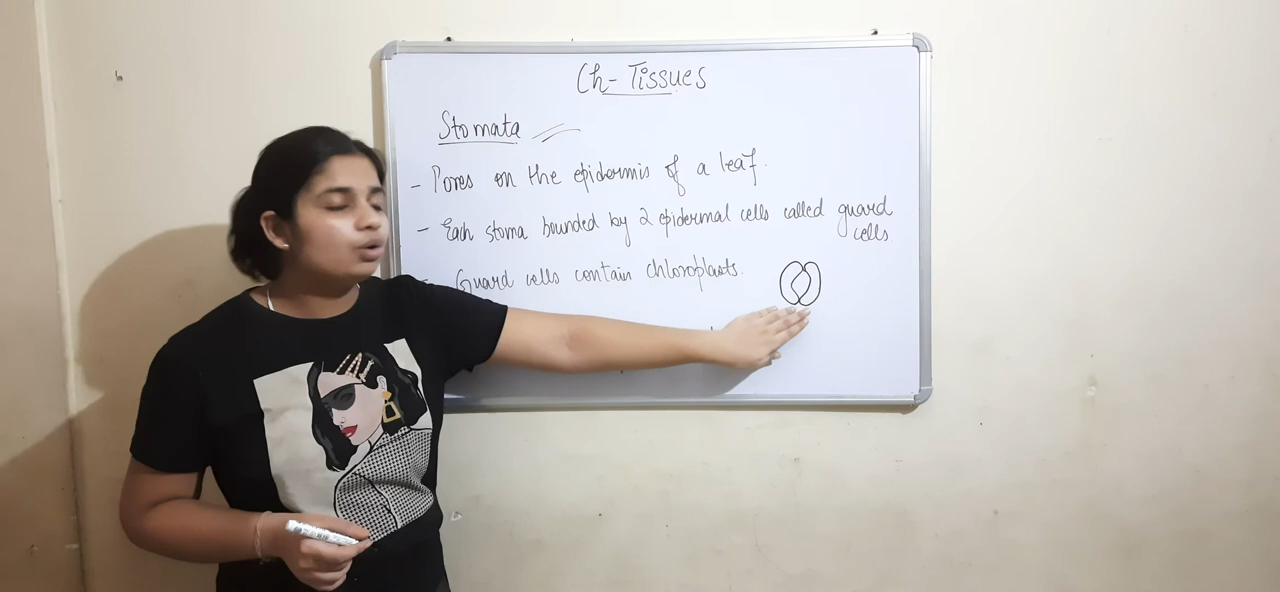 Ch- Tissues
Stomata
- Pores on the epidermis of a leaf.
- Each stoma bounded by 2 epidermal cells called guard
cells
- Guard cells contain chloroplasts.